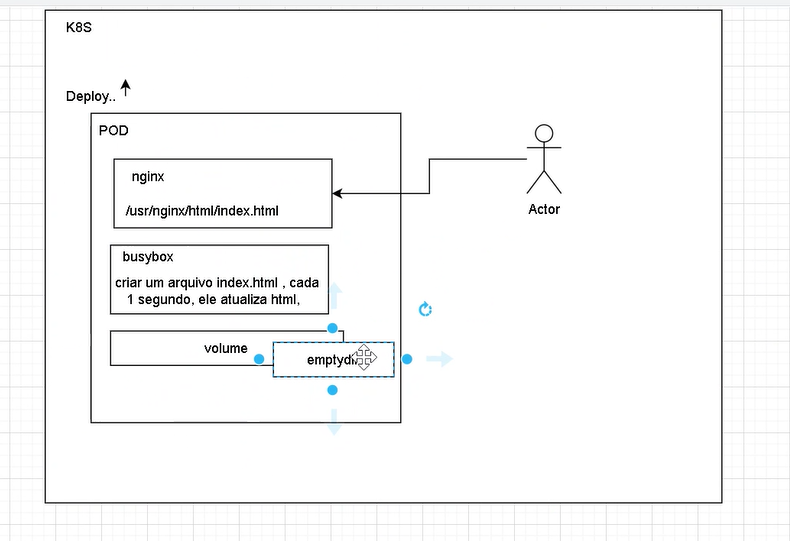 K8S
Deploy..
POD
nginx
/usr/nginx/html/index.html
busybox
criar um arquivo index.html , cada
1 segundo, ele atualiza html,
volume
Actor